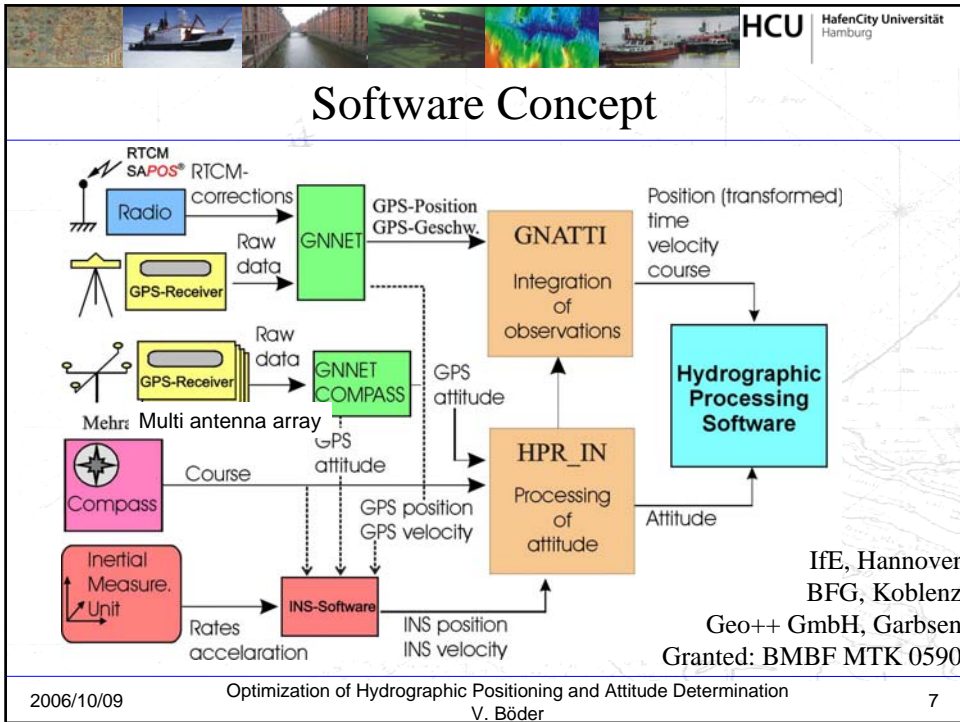 HCU HafenCity Universität
Hamburg
Software Concept
RTCM
SAPOS®
RTCM-
corrections
Radio
GNNET
GPS-Position
GPS-Geschw.
Raw
data
GPS-Receiver
GNATTI
Integration
of
observations
Position (transformed)
time
velocity
course
Raw
data
GPS-Receiver
GNNET
COMPASS
GPS
attitude
Hydrographic
Processing
Software
Multi antenna array
GPS
attitude
Compass
Course
GPS position
GPS velocity
HPR_IN
Processing
of
attitude
Attitude
Inertial
Measure.
Unit
Rates
accelaration
INS-Software
INS position
INS velocity
IfE, Hannover
BFG, Koblenz
Geo++ GmbH, Garbsen
Granted: BMBF MTK 0590
2006/10/09
Optimization of Hydrographic Positioning and Attitude Determination
V. Böder
7